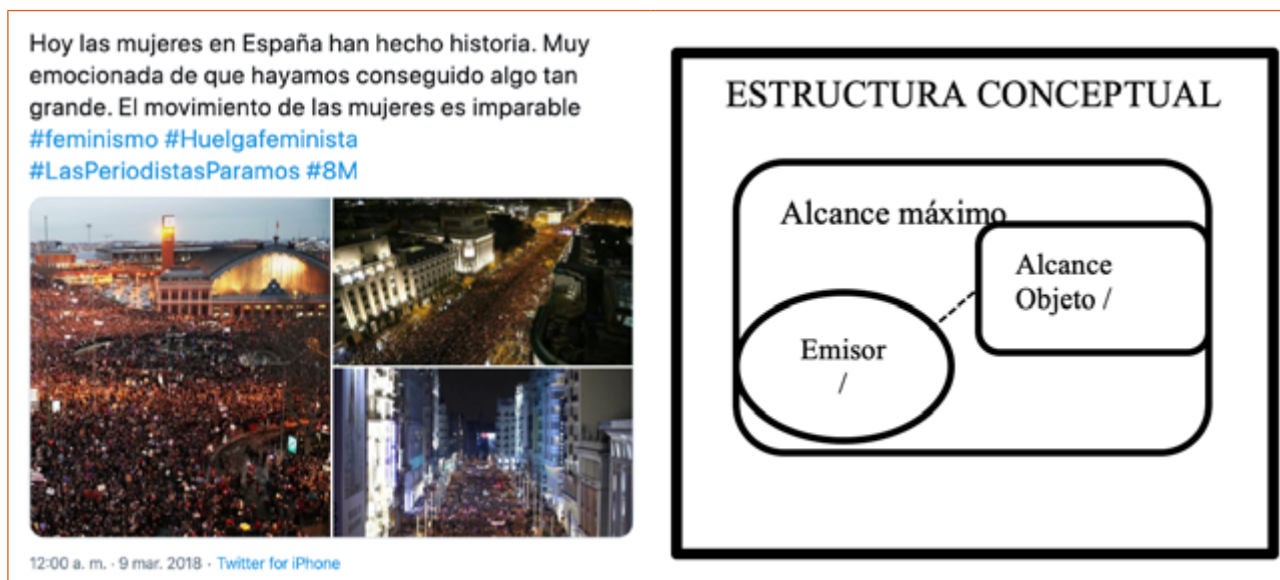 Hoy las mujeres en España han hecho historia. Muy
emocionada de que hayamos conseguido algo tan
grande. El movimiento de las mujeres es imparable
#feminismo #Huelgafeminista
#LasPeriodistasParamos #8M
12:00 a. m. · 9 mar. 2018 · Twitter for iPhone
ESTRUCTURA CONCEPTUAL
Alcance máximo
Alcance
Objeto /
Emisor
/